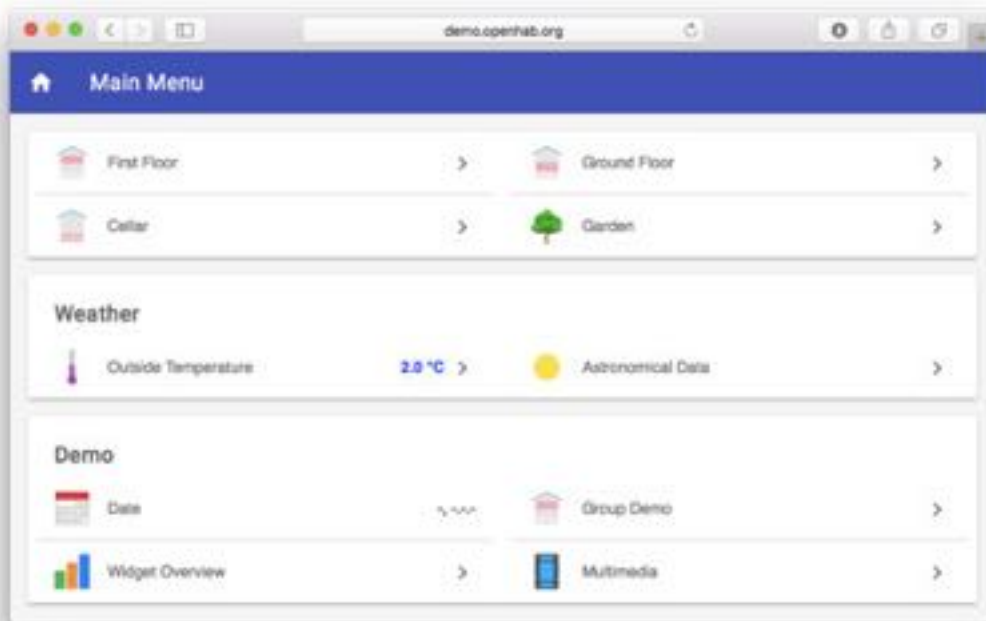 demo.openhab.org
Main Menu
First Floor
Ground Floor
Cellar
Garden
Weather
Outside Temperature
2.0 °C
Astronomical Data
Demo
Date
Group Demo
Widget Overview
Multimedia